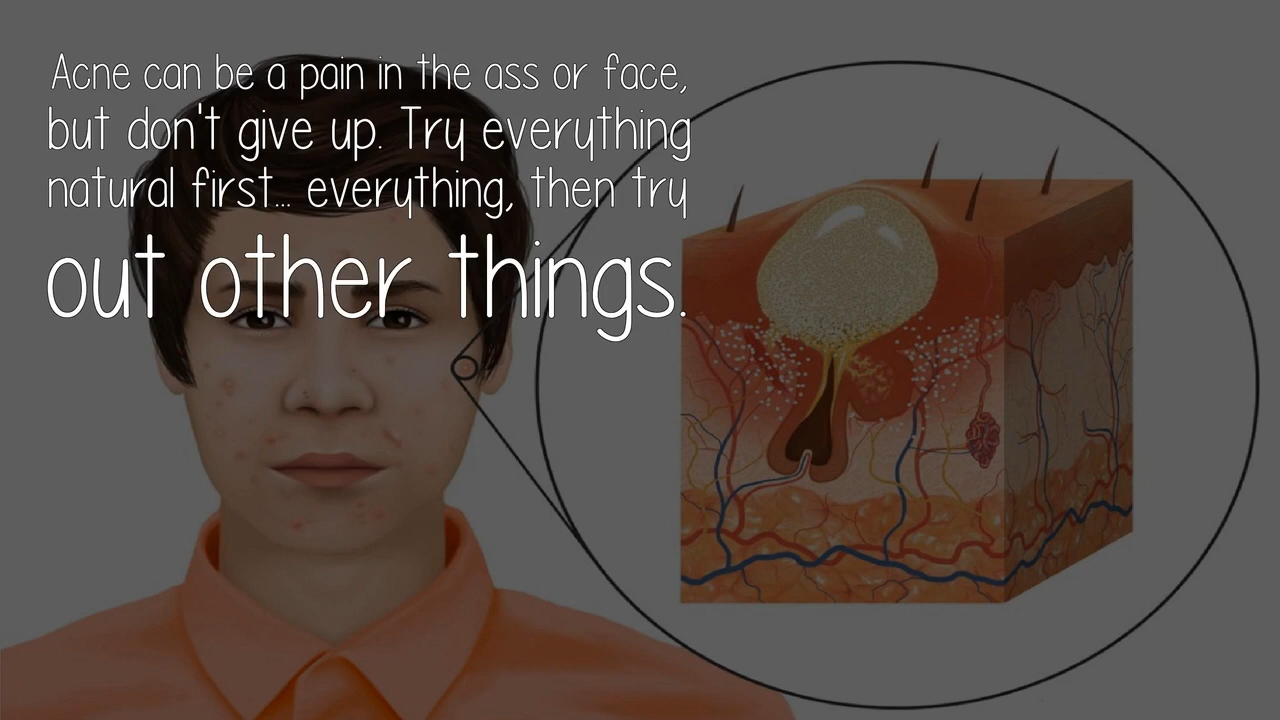 Acne can be a pain in the ass or face,
but don't give up. Try everything
natural first... everything, then try
out other things.